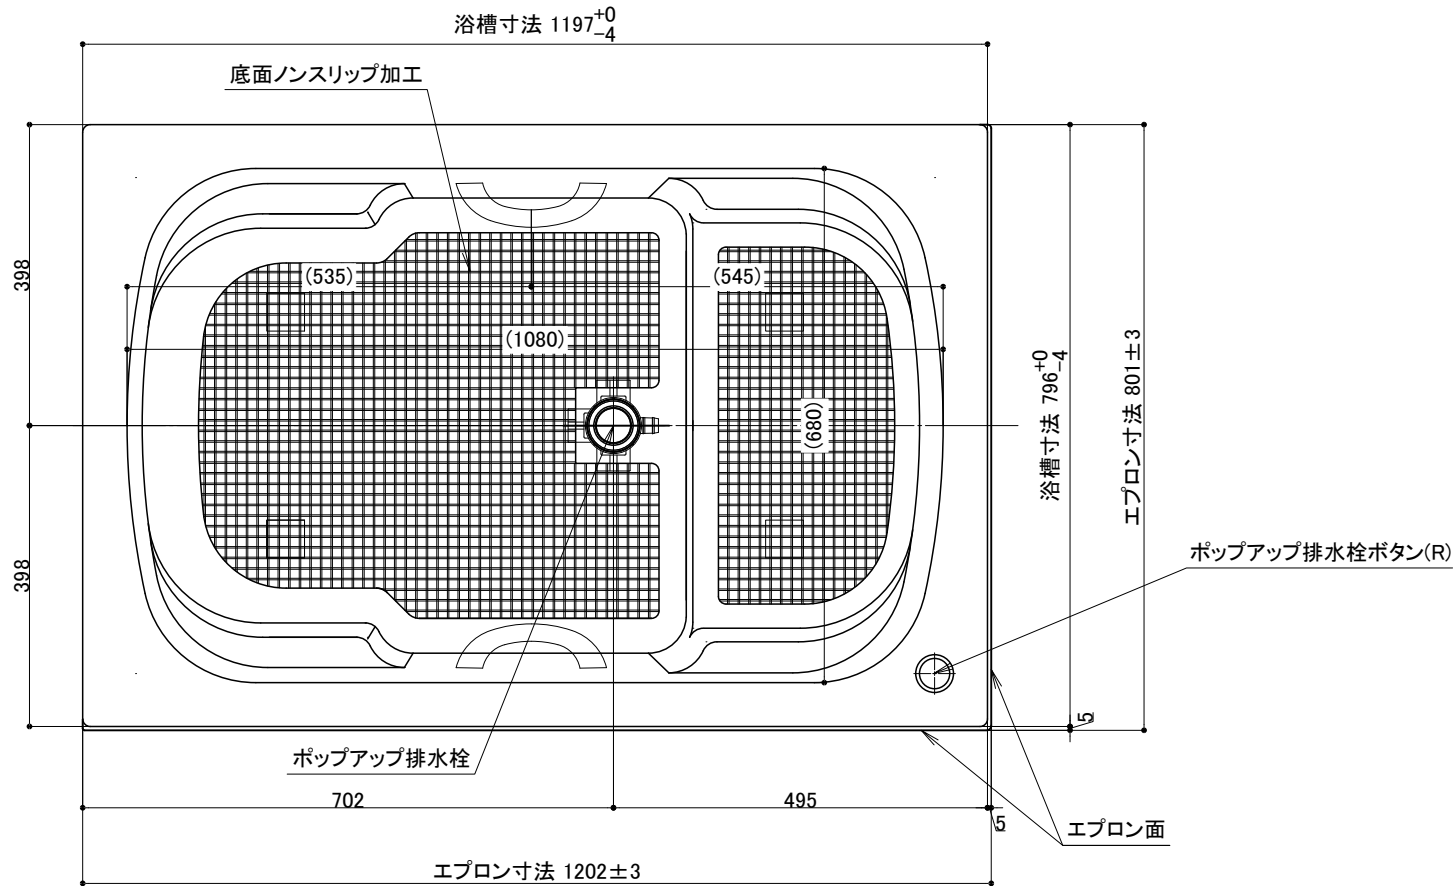 浴槽寸法 1197+0-4
底面ノンスリップ加工
398
(535)
(545)
(1080)
(680)
浴槽寸法 796+0-4
エプロン寸法 801±3
ポップアップ排水栓ボタン(R)
398
5
ポップアップ排水栓
702
495
5
エプロン面
エプロン寸法 1202±3